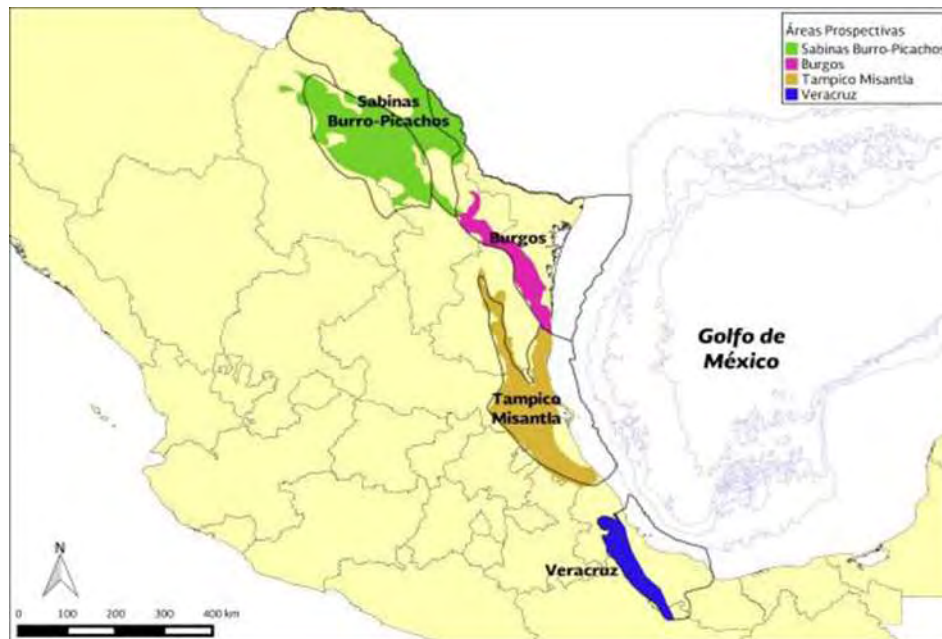 Áreas Prospectivas
Sabinas Burro-Picachos
Burgos
Tampico Misantla
Veracruz
Sabinas
Burro-Picachos
Burgos
Golfo de
México
Tampico
Misantla
Veracruz
N
0 100 200 300 400 km